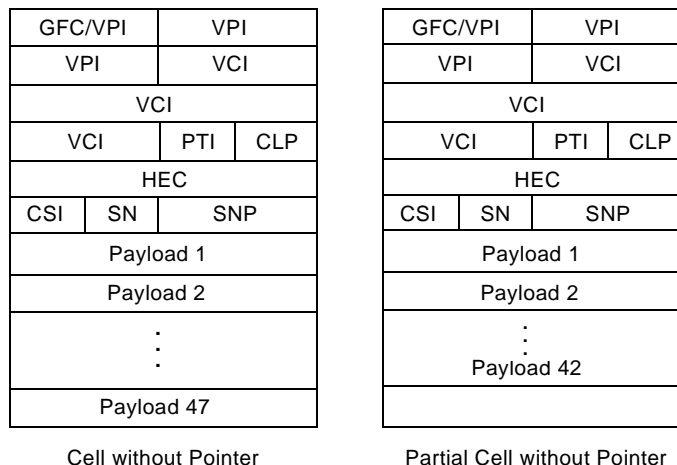 GFC/VPI VPI
VPI VCI
VCI
VCI PTI CLP
HEC
CSI SN SNP
Payload 1
Payload 2
.
.
.
Payload 47
Cell without Pointer
GFC/VPI VPI
VPI VCI
VCI
VCI PTI CLP
HEC
CSI SN SNP
Payload 1
Payload 2
.
.
.
Payload 42
Partial Cell without Pointer